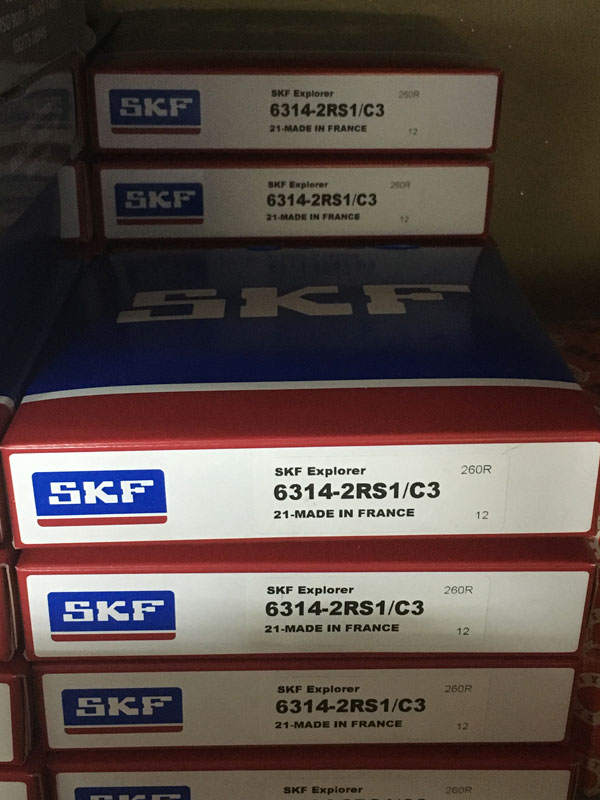 SKF
SKF Explorer
260R
6314-2RS1/C3
21-MADE IN FRANCE
12
SKF
SKF Explorer
260R
6314-2RS1/C3
21-MADE IN FRANCE
12
SKF
SKF
SKF Explorer
260R
6314-2RS1/C3
21-MADE IN FRANCE
12
SKF
SKF Explorer
260R
6314-2RS1/C3
21-MADE IN FRANCE
12
SKF
SKF Explorer
260R
6314-2RS1/C3
21-MADE IN FRANCE
12
SKF
SKF Explorer
260R